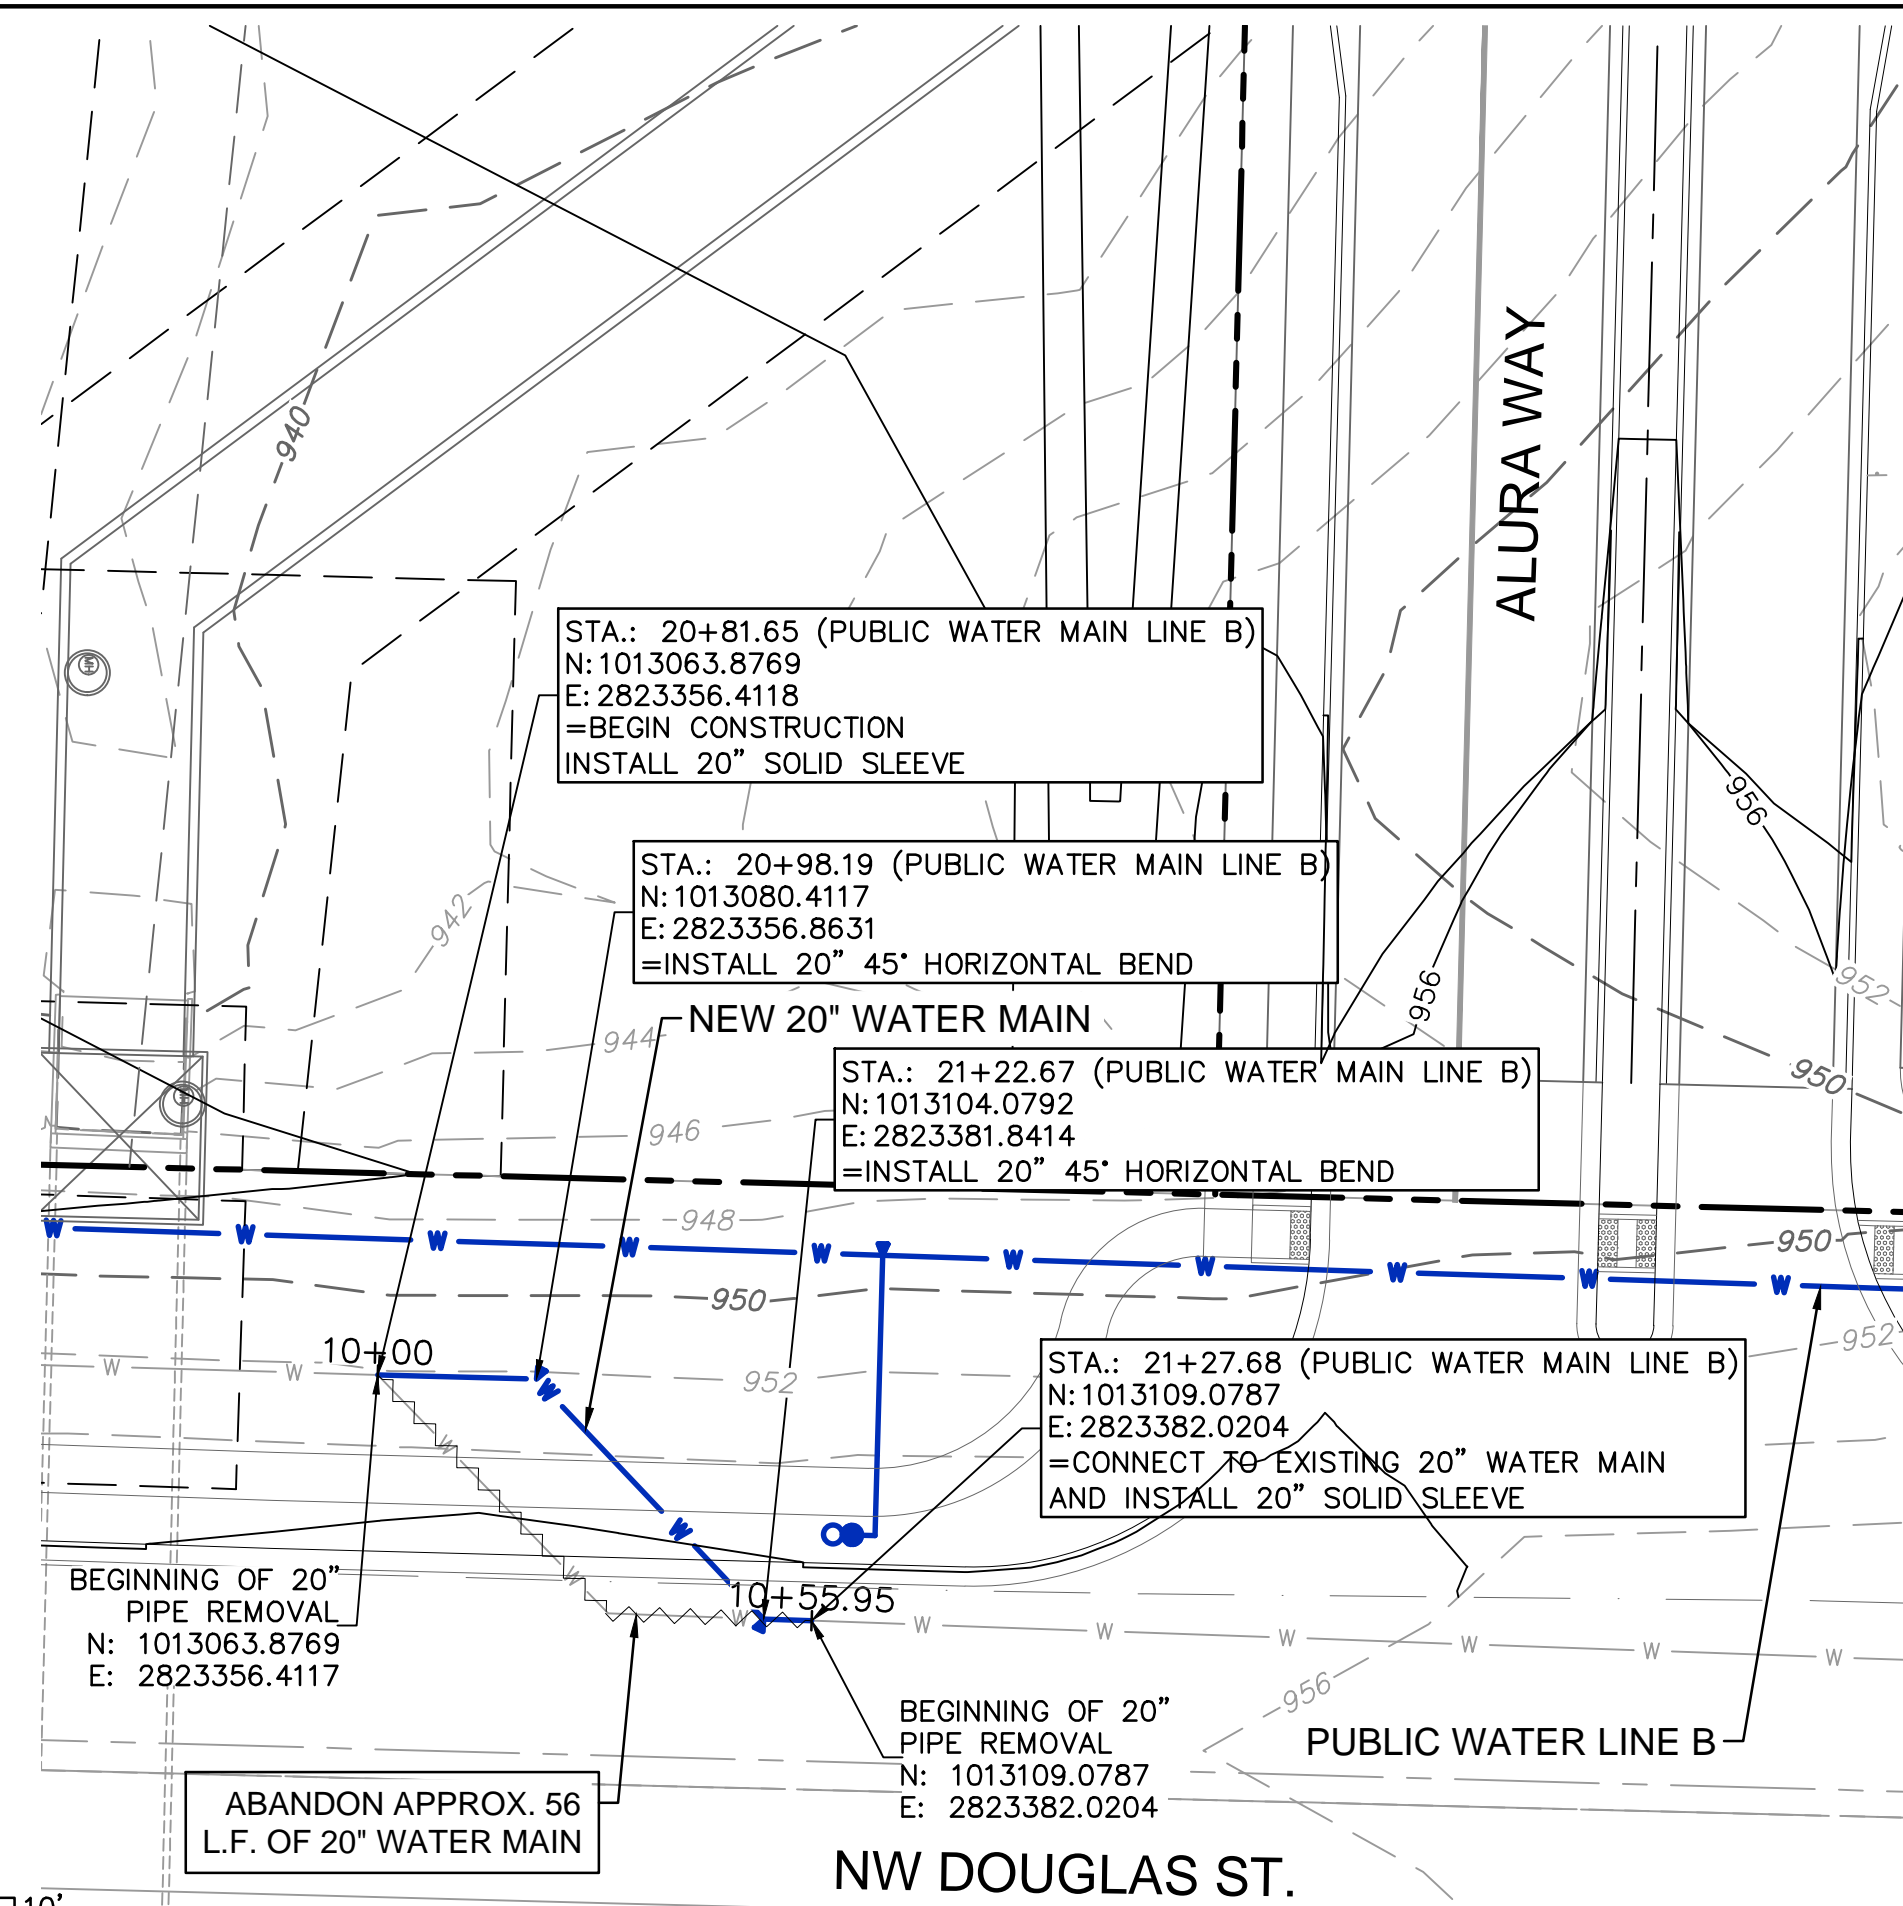 ALURA WAY
940
STA.: 20+81.65 (PUBLIC WATER MAIN LINE B)
N: 1013063.8769
E: 2823356.4118
=BEGIN CONSTRUCTION
INSTALL 20" SOLID SLEEVE
MH
956
STA.: 20+98.19 (PUBLIC WATER MAIN LINE B)
N: 1013080.4117
E: 2823356.8631
=INSTALL 20" 45° HORIZONTAL BEND
942
956
952
NEW 20" WATER MAIN
944
STA.: 21+22.67 (PUBLIC WATER MAIN LINE B)
N: 1013104.0792
E: 2823381.8414
=INSTALL 20" 45° HORIZONTAL BEND
950
946
948
W W W W W W W W W W
950
950
952
10+00
W W
952
STA.: 21+27.68 (PUBLIC WATER MAIN LINE B)
N: 1013109.0787
E: 2823382.0204
=CONNECT TO EXISTING 20" WATER MAIN
AND INSTALL 20" SOLID SLEEVE
W
W
W
W
BEGINNING OF 20"
PIPE REMOVAL
N: 1013063.8769
E: 2823356.4117
10+55.95
W W W W W W W
956
BEGINNING OF 20"
PIPE REMOVAL
N: 1013109.0787
E: 2823382.0204
PUBLIC WATER LINE B
ABANDON APPROX. 56
L.F. OF 20" WATER MAIN
NW DOUGLAS ST.